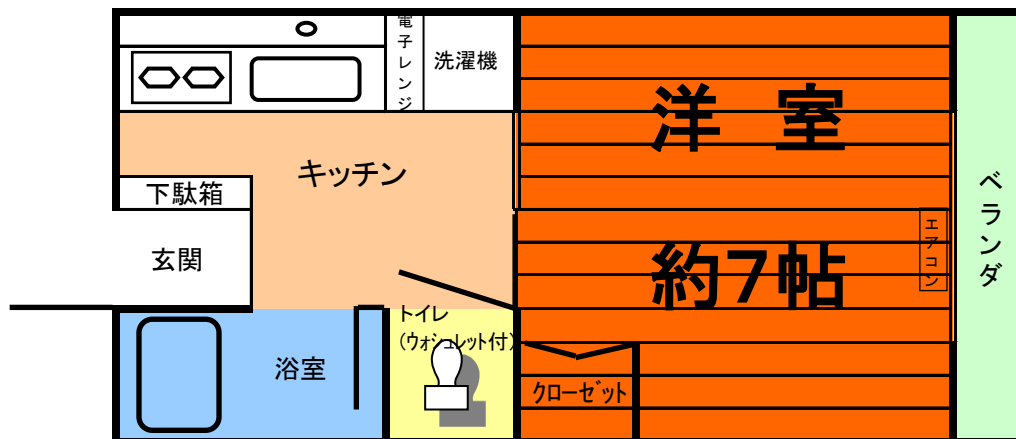 電子レンジ
洗濯機
洋室
キッチン
下駄箱
ベランダ
エアコン
玄関
約7帖
トイレ
(ウォシュレット付)
浴室
クローゼット